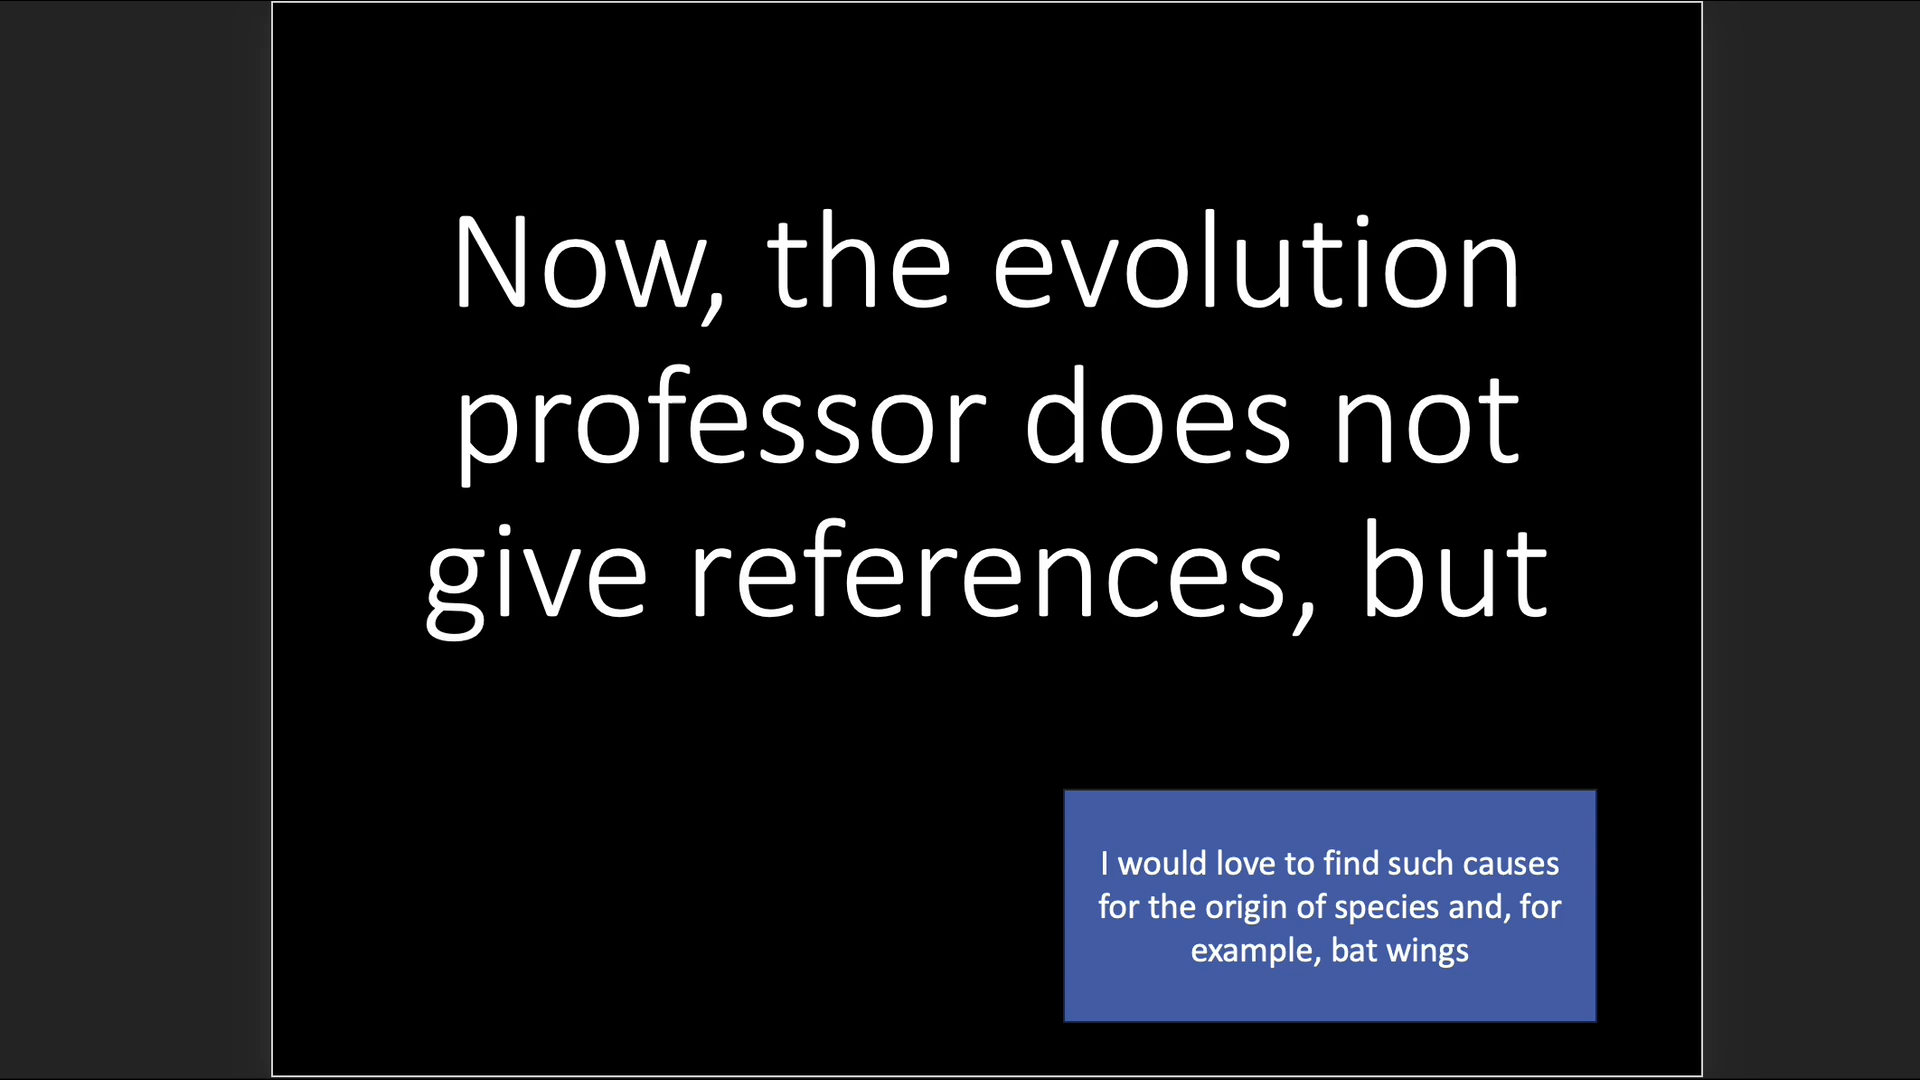 Now, the evolution
professor does not
give references, but
I would love to find such causes
for the origin of species and, for
example, bat wings